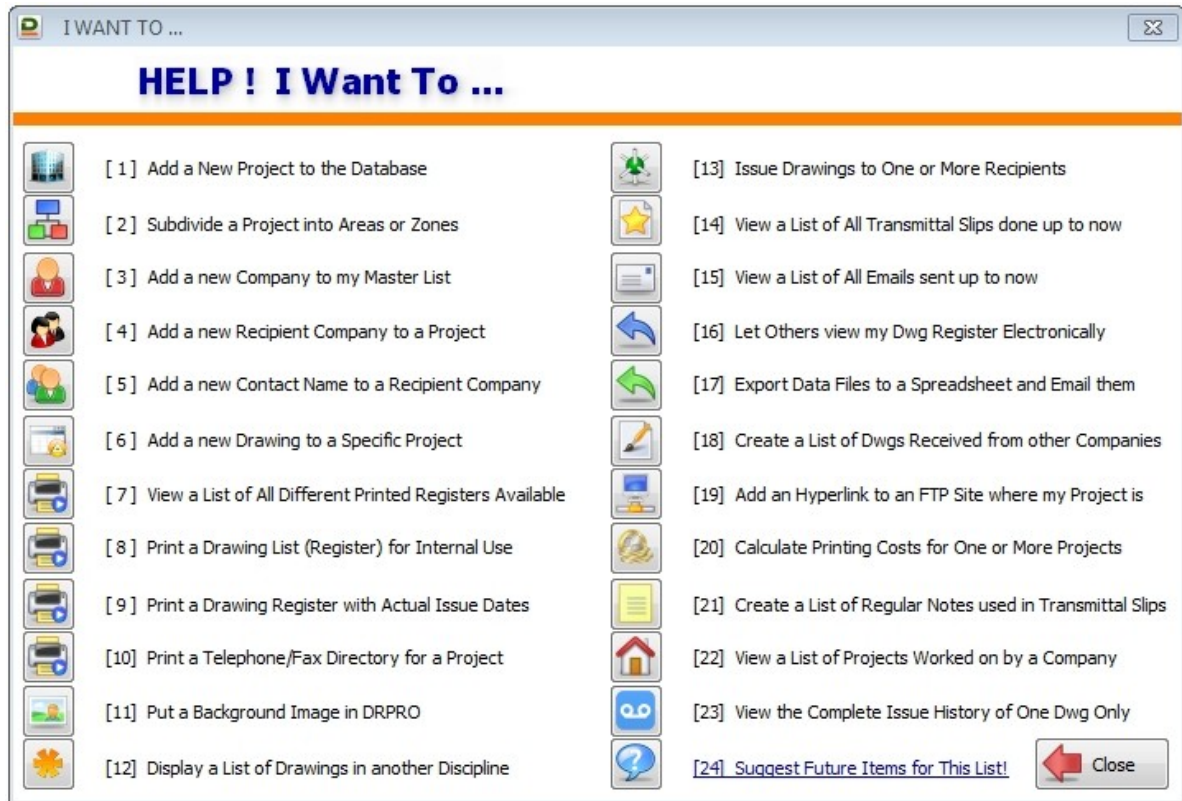 I WANT TO ...
HELP ! I Want To ...
[ 1] Add a New Project to the Database
[ 2] Subdivide a Project into Areas or Zones
[ 3] Add a new Company to my Master List
[ 4] Add a new Recipient Company to a Project
[ 5] Add a new Contact Name to a Recipient Company
[ 6] Add a new Drawing to a Specific Project
[ 7] View a List of All Different Printed Registers Available
[ 8] Print a Drawing List (Register) for Internal Use
[ 9] Print a Drawing Register with Actual Issue Dates
[10] Print a Telephone/Fax Directory for a Project
[11] Put a Background Image in DRPRO
[12] Display a List of Drawings in another Discipline
[13] Issue Drawings to One or More Recipients
[14] View a List of All Transmittal Slips done up to now
[15] View a List of All Emails sent up to now
[16] Let Others view my Dwg Register Electronically
[17] Export Data Files to a Spreadsheet and Email them
[18] Create a List of Dwgs Received from other Companies
[19] Add an Hyperlink to an FTP Site where my Project is
[20] Calculate Printing Costs for One or More Projects
[21] Create a List of Regular Notes used in Transmittal Slips
[22] View a List of Projects Worked on by a Company
[23] View the Complete Issue History of One Dwg Only
[24] Suggest Future Items for This List!
Close